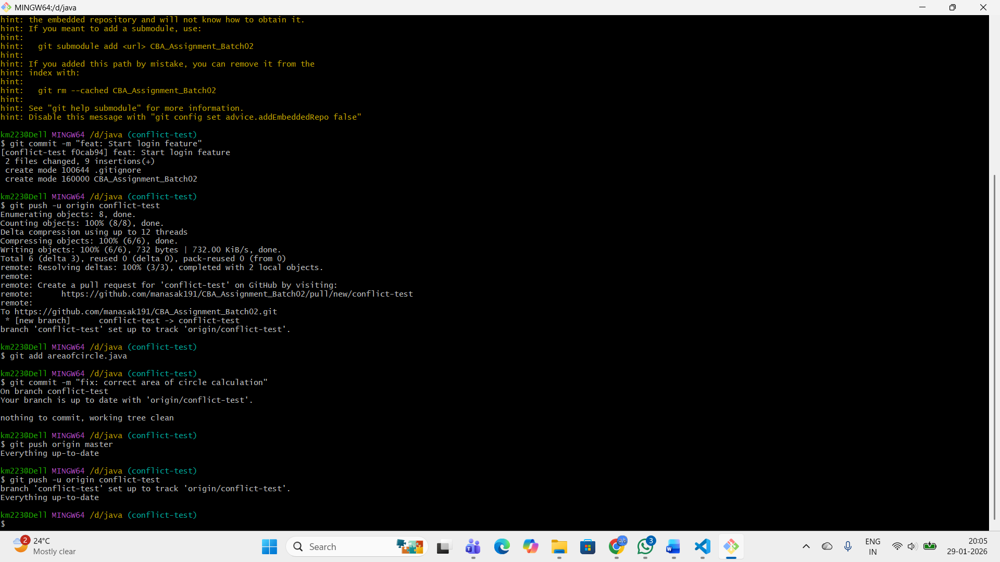 MINGW64:/d/java
hint: the embedded repository and will not know how to obtain it.
hint: If you meant to add a submodule, use:
hint:
hint:   git submodule add <url> CBA_Assignment_Batch02
hint:
hint: If you added this path by mistake, you can remove it from the
hint: index with:
hint:
hint:   git rm --cached CBA_Assignment_Batch02
hint:
hint: See "git help submodule" for more information.
hint: Disable this message with "git config set advice.addEmbeddedRepo false"
km223@Dell MINGW64 /d/java (conflict-test)
$ git commit -m "feat: Start login feature"
[conflict-test f0cab94] feat: Start login feature
 2 files changed, 9 insertions(+)
 create mode 100644 .gitignore
 create mode 160000 CBA_Assignment_Batch02
km223@Dell MINGW64 /d/java (conflict-test)
$ git push -u origin conflict-test
Enumerating objects: 8, done.
Counting objects: 100% (8/8), done.
Delta compression using up to 12 threads
Compressing objects: 100% (6/6), done.
Writing objects: 100% (6/6), 732 bytes | 732.00 KiB/s, done.
Total 6 (delta 3), reused 0 (delta 0), pack-reused 0 (from 0)
remote: Resolving deltas: 100% (3/3), completed with 2 local objects.
remote:
remote: Create a pull request for 'conflict-test' on GitHub by visiting:
remote:      https://github.com/manasak191/CBA_Assignment_Batch02/pull/new/conflict-test
remote:
To https://github.com/manasak191/CBA_Assignment_Batch02.git
 * [new branch]      conflict-test -> conflict-test
branch 'conflict-test' set up to track 'origin/conflict-test'.
km223@Dell MINGW64 /d/java (conflict-test)
$ git add areaofcircle.java
km223@Dell MINGW64 /d/java (conflict-test)
$ git commit -m "fix: correct area of circle calculation"
On branch conflict-test
Your branch is up to date with 'origin/conflict-test'.
nothing to commit, working tree clean
km223@Dell MINGW64 /d/java (conflict-test)
$ git push origin master
Everything up-to-date
km223@Dell MINGW64 /d/java (conflict-test)
$ git push -u origin conflict-test
branch 'conflict-test' set up to track 'origin/conflict-test'.
Everything up-to-date
km223@Dell MINGW64 /d/java (conflict-test)
$
2
24°C
Mostly clear
Search
3
ENG
IN
20:05
29-01-2026